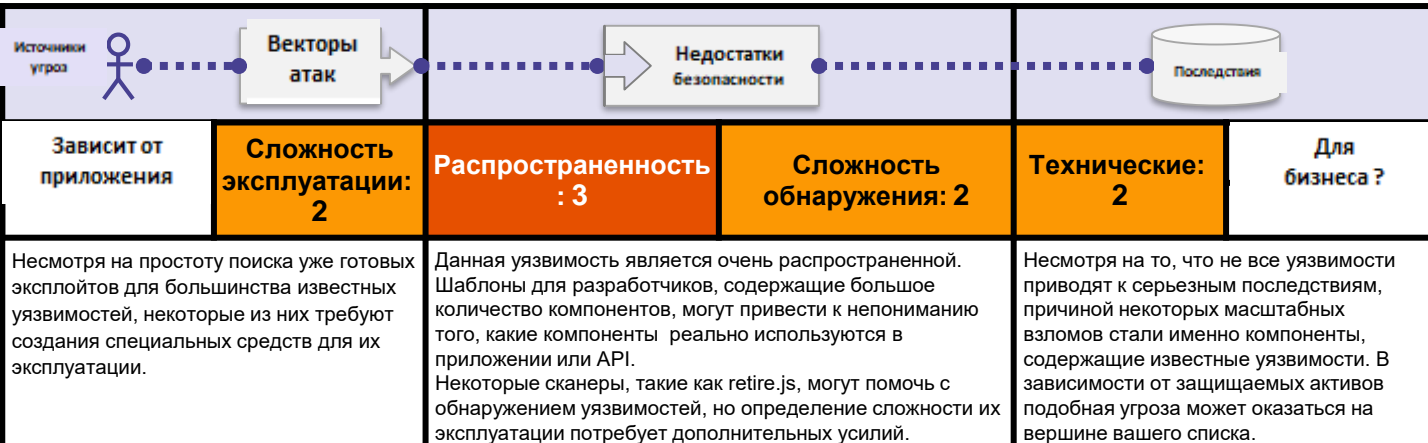 Источники
угроз
Векторы
атак
Недостатки
безопасности
Последствия
Зависит от
приложения
Сложность
эксплуатации:
2
Распространенность
: 3
Сложность
обнаружения: 2
Технические:
2
Для
бизнеса ?
Несмотря на простоту поиска уже готовых
эксплойтов для большинства известных
уязвимостей, некоторые из них требуют
создания специальных средств для их
эксплуатации.
Данная уязвимость является очень распространенной.
Шаблоны для разработчиков, содержащие большое
количество компонентов, могут привести к непониманию
того, какие компоненты реально используются в
приложении или API.
Некоторые сканеры, такие как retire.js, могут помочь с
обнаружением уязвимостей, но определение сложности их
эксплуатации потребует дополнительных усилий.
Несмотря на то, что не все уязвимости
приводят к серьезным последствиям,
причиной некоторых масштабных
взломов стали именно компоненты,
содержащие известные уязвимости. В
зависимости от защищаемых активов
подобная угроза может оказаться на
вершине вашего списка.